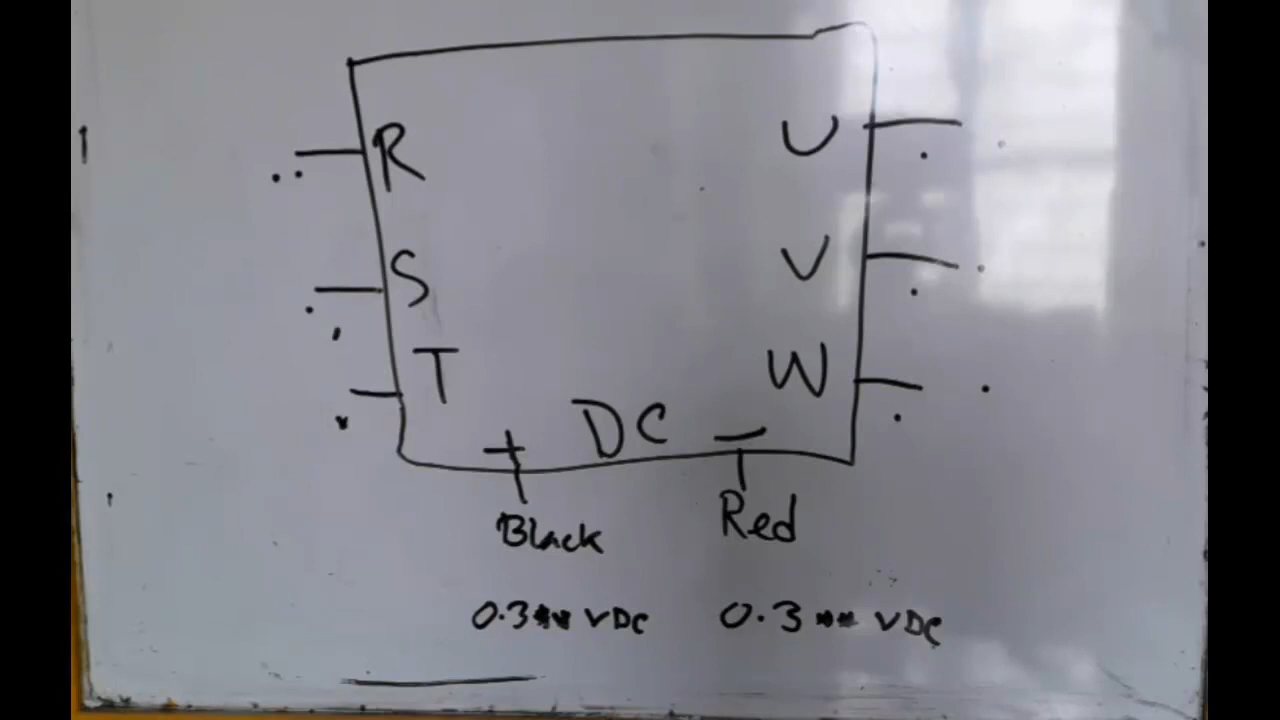 R U
S V
T W
+ DC –
Black Red
0.3** VDC 0.3** VDC